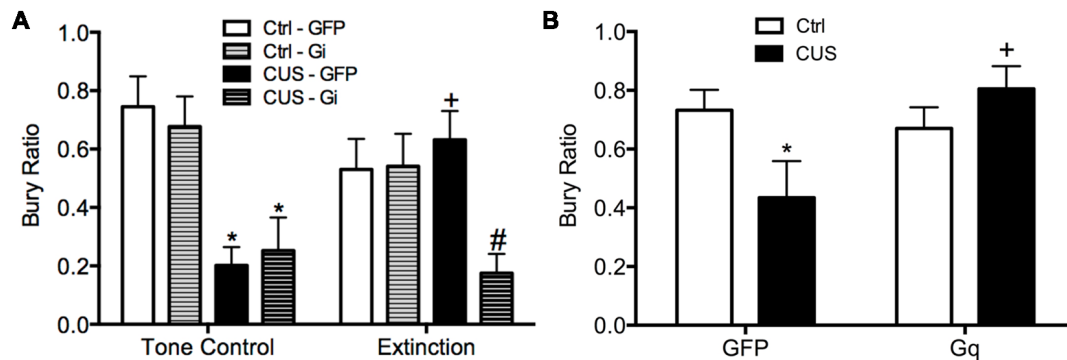 A
Ctrl - GFP
Ctrl - Gi
CUS - GFP
CUS - Gi
Bury Ratio
1.0
0.8
0.6
0.4
0.2
0.0
*
*
+
#
Tone Control
Extinction
B
Ctrl
CUS
Bury Ratio
1.0
0.8
0.6
0.4
0.2
0.0
*
+
GFP
Gq